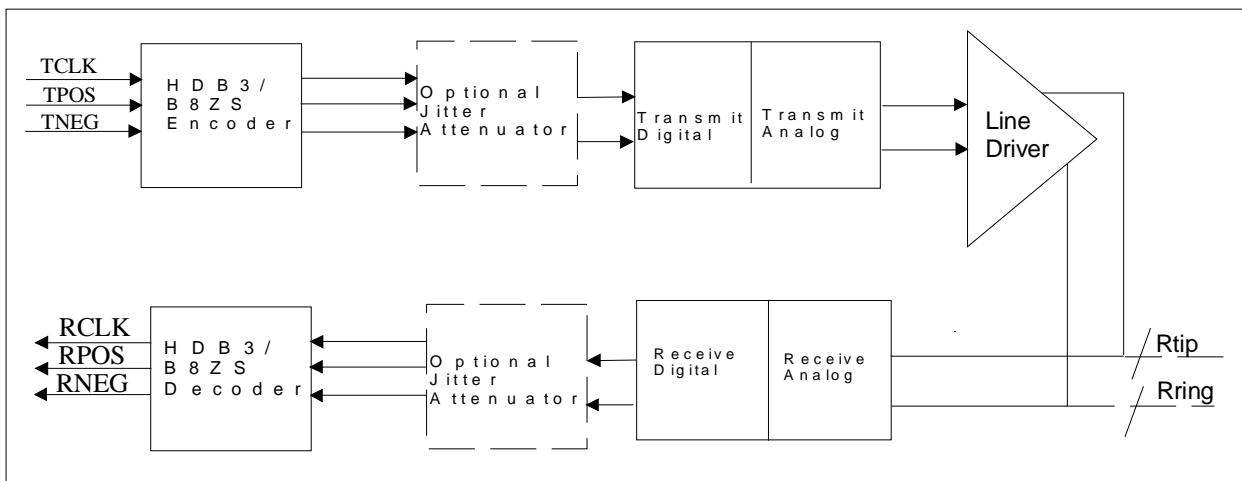 TCLK
TPOS
TNEG
HDB3/
B8ZS
Encoder
Optional
Jitter
Attenuator
Transmit
Digital
Transmit
Analog
Line
Driver
RCLK
RPOS
RNEG
HDB3/
B8ZS
Decoder
Optional
Jitter
Attenuator
Receive
Digital
Receive
Analog
Rtip
Rring